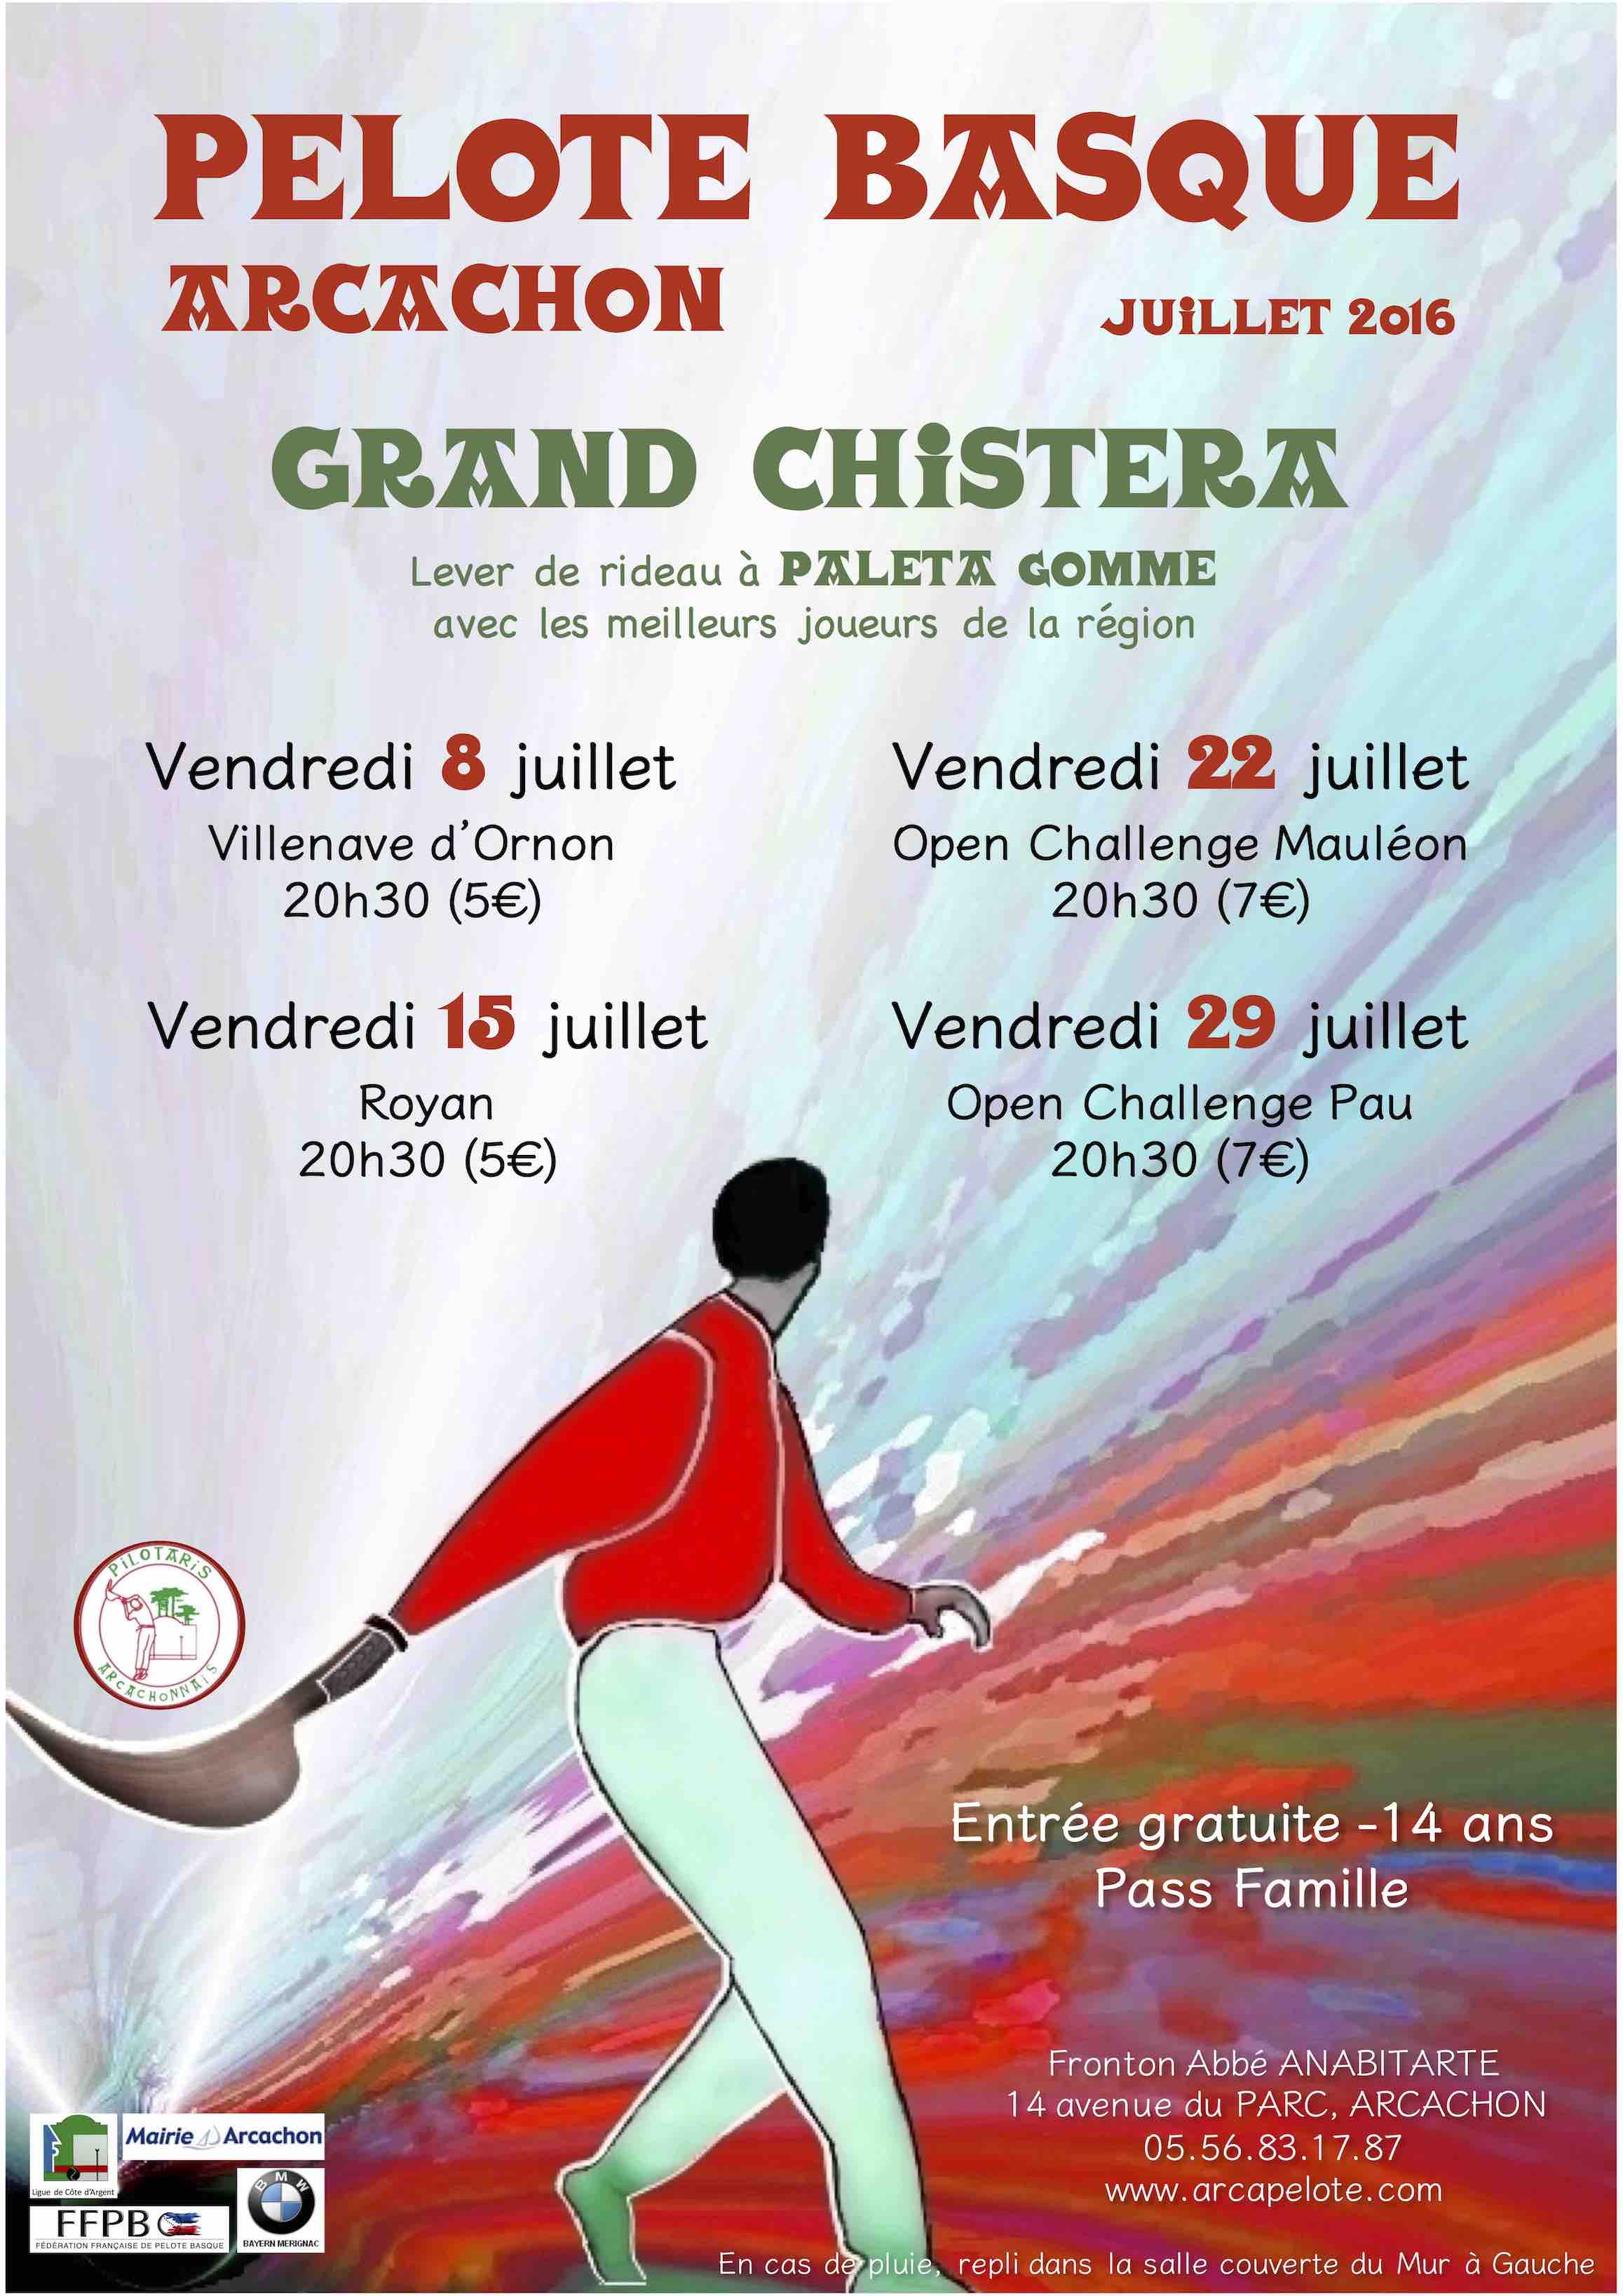 PELOTE BASQUE
ARCACHON
JUiLLET 2016
GRAND CHiSTERA
Lever de rideau à PALETA GOMME
avec les meilleurs joueurs de la région
Vendredi 8 juillet
Villenave d'Ornon
20h30 (5€)
Vendredi 22 juillet
Open Challenge Mauléon
20h30 (7€)
Vendredi 15 juillet
Royan
20h30 (5€)
Vendredi 29 juillet
Open Challenge Pau
20h30 (7€)
PiLOTARiS
ARCACHONNAiS
Entrée gratuite -14 ans
Pass Famille
Fronton Abbé ANABITARTE
14 avenue du PARC, ARCACHON
05.56.83.17.87
www.arcapelote.com
Ligue de Côte d'Argent
Mairie Arcachon
FFPB
FÉDÉRATION FRANÇAISE DE PELOTE BASQUE
BMW
BAYERN MERIGNAC
En cas de pluie, repli dans la salle couverte du Mur à Gauche